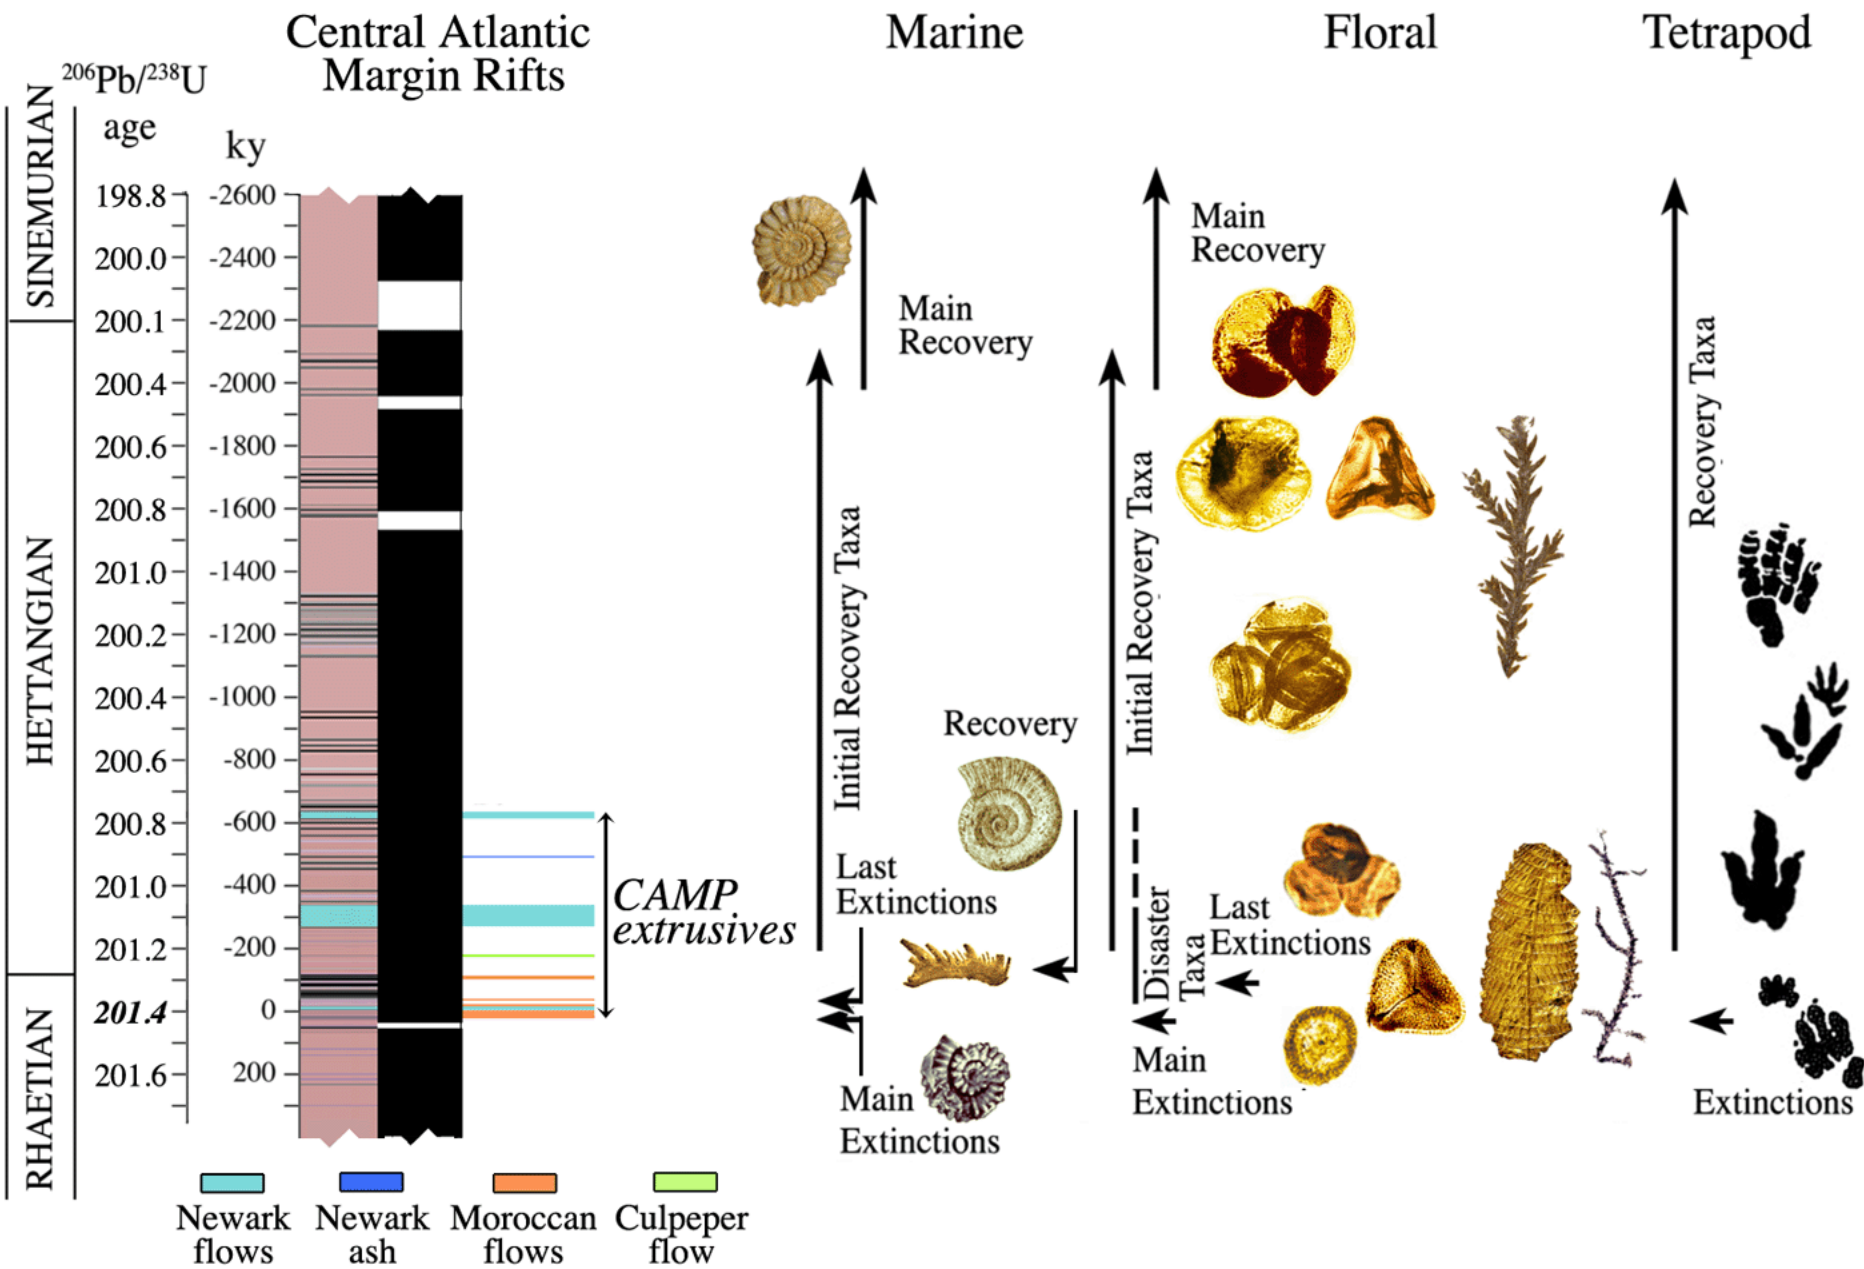 Central Atlantic
Margin Rifts
Marine
Floral
Tetrapod
206Pb/238U
age
ky
SINEMURIAN
HETTANGIAN
RHAETIAN
198.8
200.0
200.1
200.4
200.6
200.8
201.0
200.2
200.4
200.6
200.8
201.0
201.2
201.4
201.6
-2600
-2400
-2200
-2000
-1800
-1600
-1400
-1200
-1000
-800
-600
-400
-200
0
200
CAMP
extrusives
Main
Recovery
Initial Recovery Taxa
Recovery
Last
Extinctions
Main
Extinctions
Main
Recovery
Initial Recovery Taxa
Disaster
Taxa
Last
Extinctions
Main
Extinctions
Recovery Taxa
Extinctions
Newark
flows
Newark
ash
Moroccan
flows
Culpeper
flow